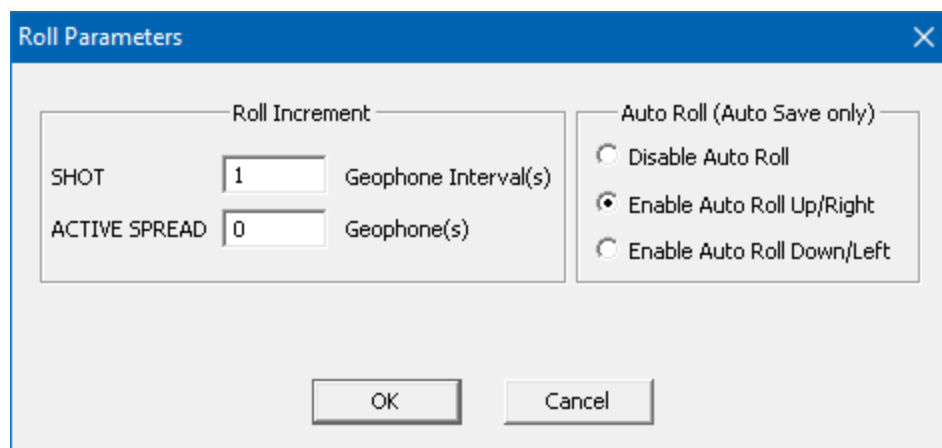 Roll Parameters
Roll Increment
SHOT 1 Geophone Interval(s)
ACTIVE SPREAD 0 Geophone(s)
Auto Roll (Auto Save only)
Disable Auto Roll
Enable Auto Roll Up/Right
Enable Auto Roll Down/Left
OK Cancel